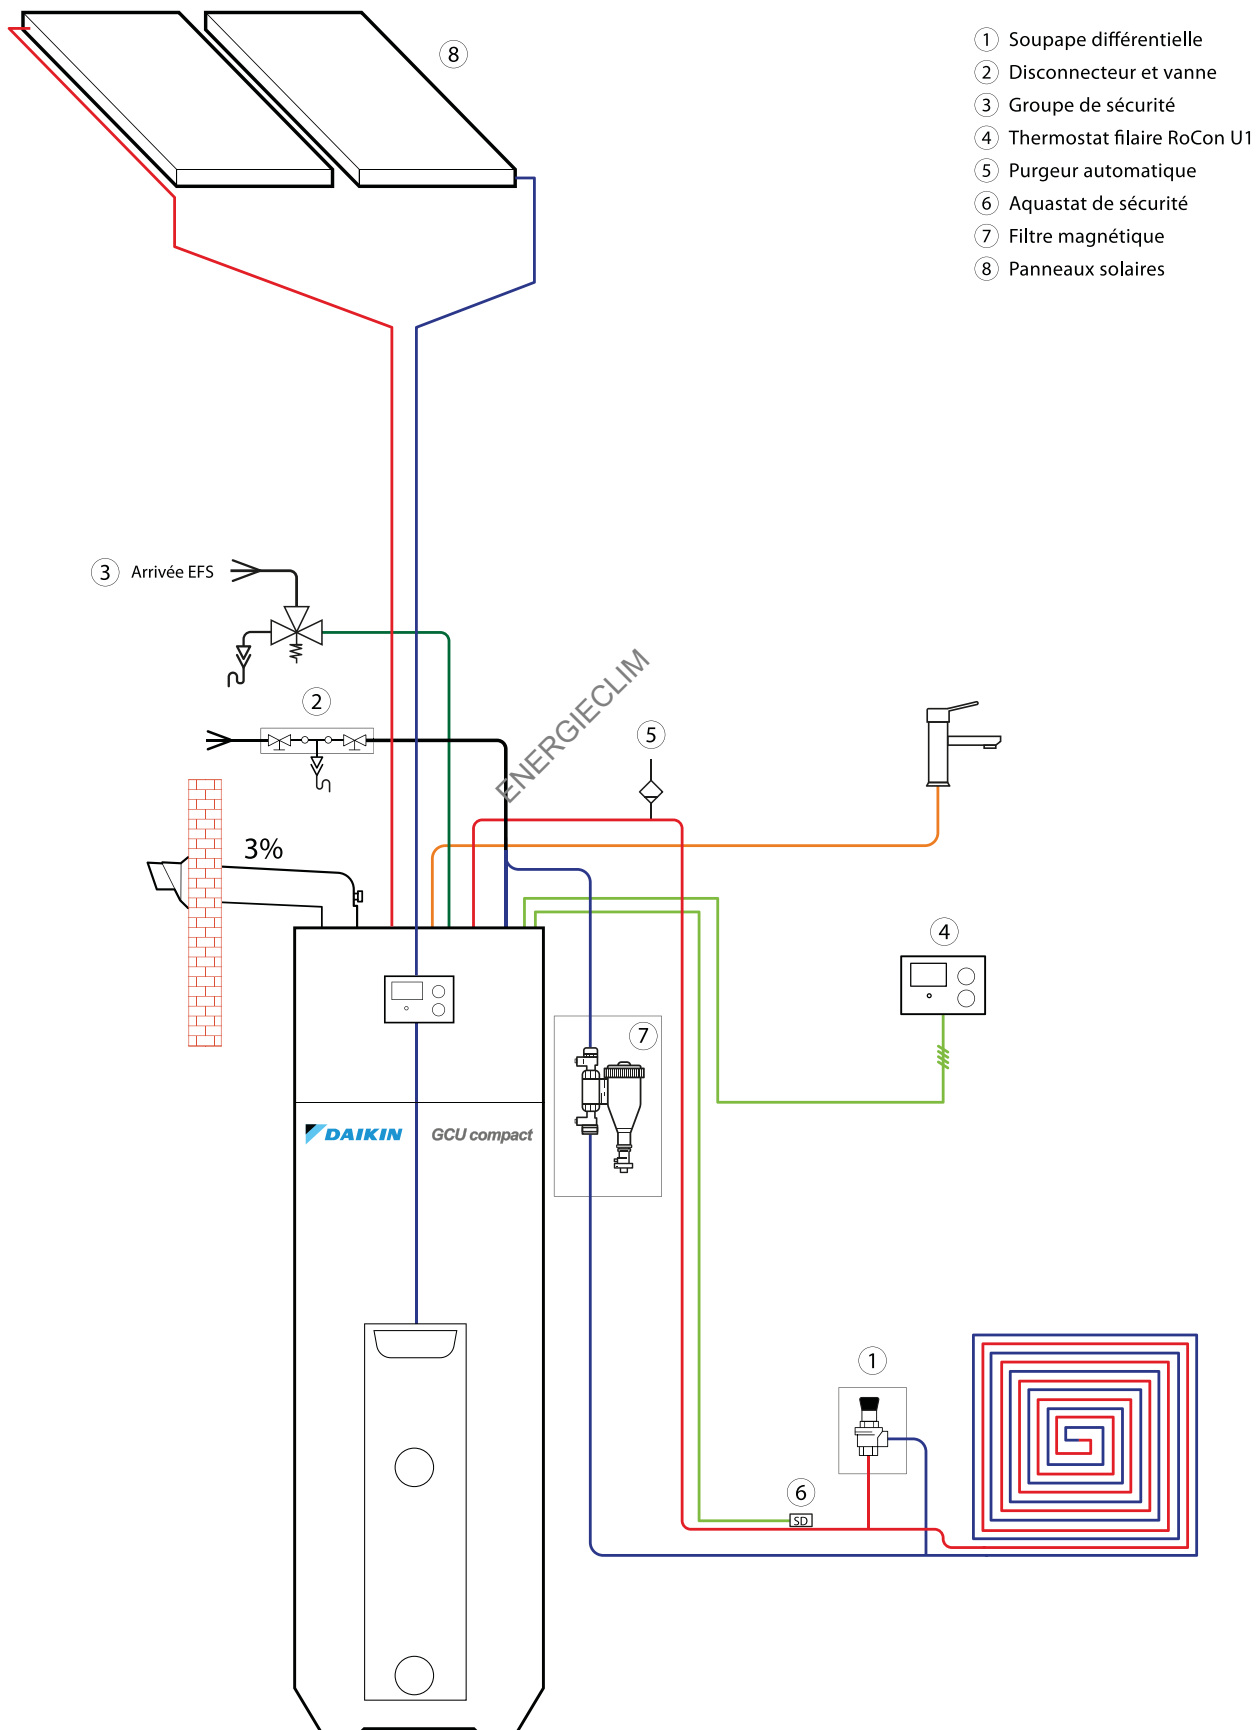 8
1 Soupape différentielle
2 Disconnecteur et vanne
3 Groupe de sécurité
4 Thermostat filaire RoCon U1
5 Purgeur automatique
6 Aquastat de sécurité
7 Filtre magnétique
8 Panneaux solaires
3 Arrivée EFS
2
ENERGIECLIM
5
3%
4
7
DAIKIN GCU compact
1
6
SD